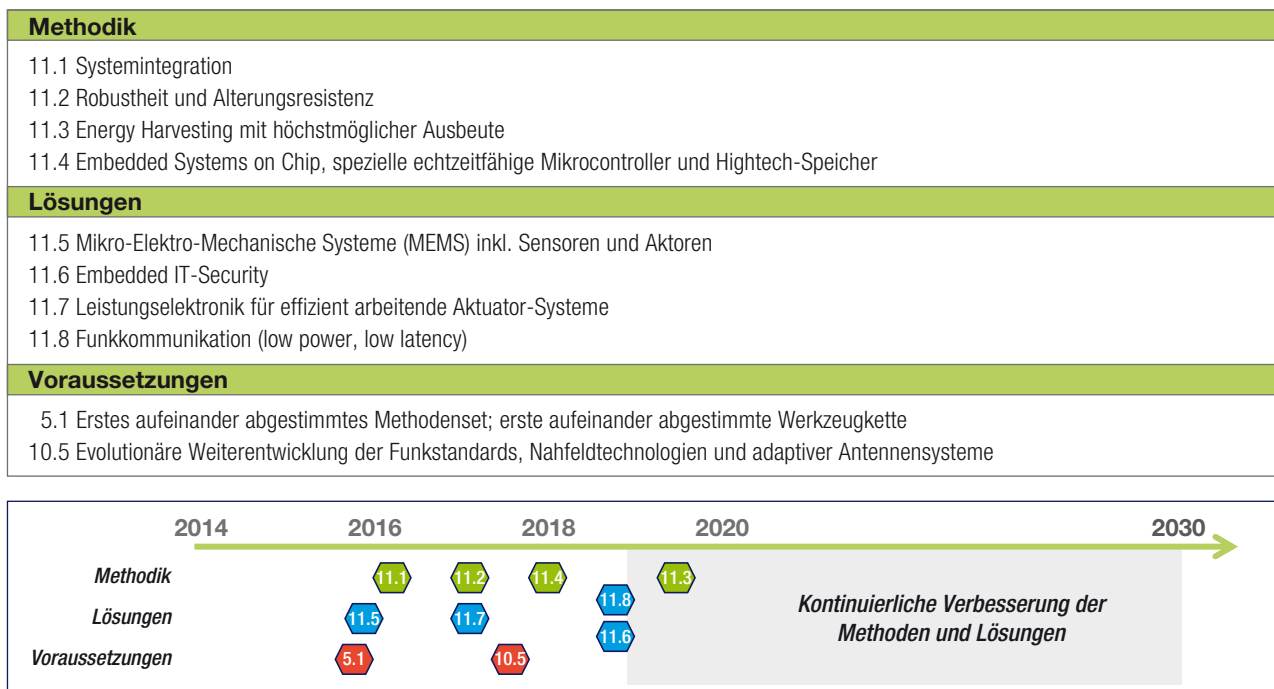 Methodik
11.1 Systemintegration
11.2 Robustheit und Alterungsresistenz
11.3 Energy Harvesting mit höchstmöglicher Ausbeute
11.4 Embedded Systems on Chip, spezielle echtzeitfähige Mikrocontroller und Hightech-Speicher
Lösungen
11.5 Mikro-Elektro-Mechanische Systeme (MEMS) inkl. Sensoren und Aktoren
11.6 Embedded IT-Security
11.7 Leistungselektronik für effizient arbeitende Aktuator-Systeme
11.8 Funkkommunikation (low power, low latency)
Voraussetzungen
5.1 Erstes aufeinander abgestimmtes Methodenset; erste aufeinander abgestimmte Werkzeugkette
10.5 Evolutionäre Weiterentwicklung der Funkstandards, Nahfeldtechnologien und adaptiver Antennensysteme
2014 2016 2018 2020 2030
Methodik 11.1 11.2 11.4 11.3
11.8
Lösungen 11.5 11.7
11.6
Voraussetzungen 5.1 10.5
Kontinuierliche Verbesserung der
Methoden und Lösungen